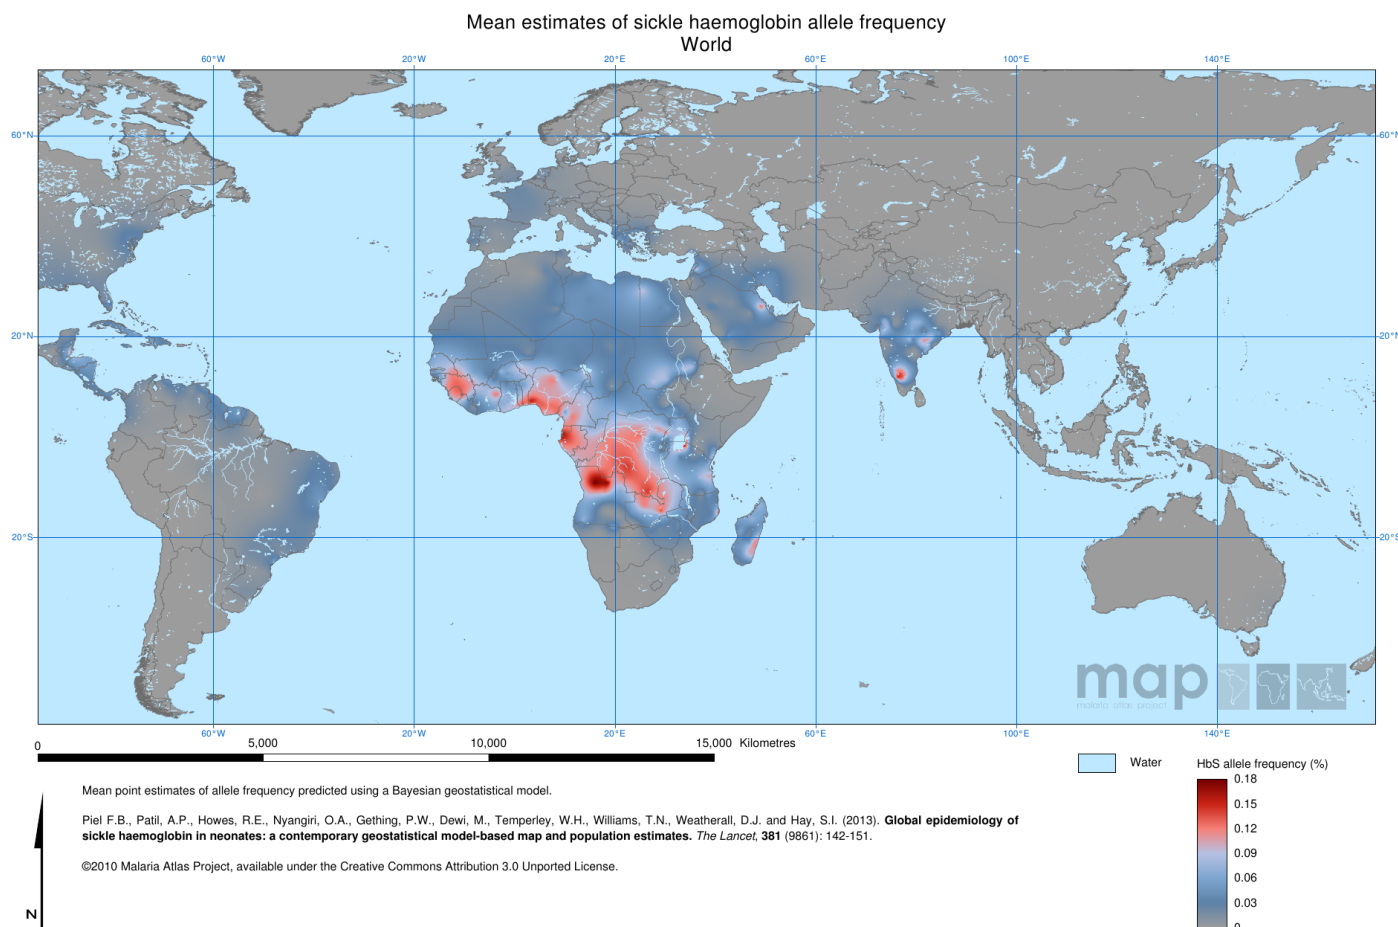 Mean estimates of sickle haemoglobin allele frequency
World
60°W 20°W 20°E 60°E 100°E 140°E
60°N 60°N
20°N 20°N
20°S 20°S
map
malaria atlas project
60°W 20°W 20°E 60°E 100°E 140°E
0 5,000 10,000 15,000 Kilometres
Water
HbS allele frequency (%)
0.18
0.15
0.12
0.09
0.06
0.03
0
Mean point estimates of allele frequency predicted using a Bayesian geostatistical model.
Piel F.B., Patil, A.P., Howes, R.E., Nyangiri, O.A., Gething, P.W., Dewi, M., Temperley, W.H., Williams, T.N., Weatherall, D.J. and Hay, S.I. (2013). Global epidemiology of
sickle haemoglobin in neonates: a contemporary geostatistical model-based map and population estimates. The Lancet, 381 (9861): 142-151.
©2010 Malaria Atlas Project, available under the Creative Commons Attribution 3.0 Unported License.
N